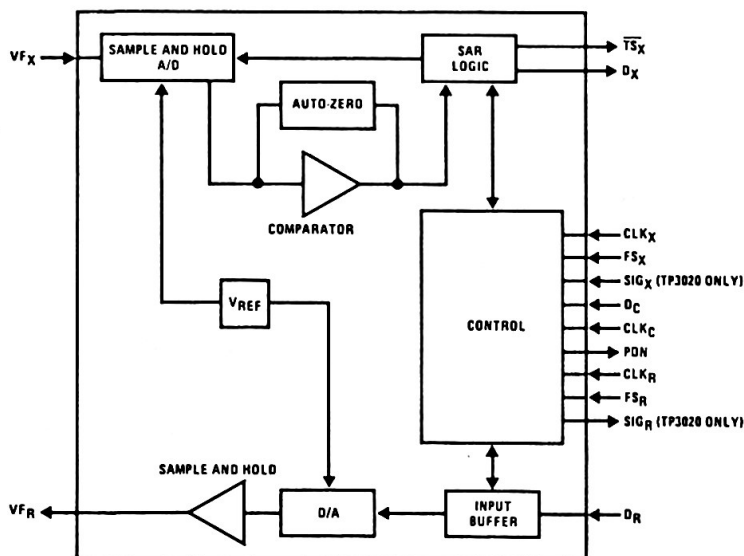 VFX
SAMPLE AND HOLD
A/D
SAR
LOGIC
TSX
DX
AUTO-ZERO
COMPARATOR
CLKX
FSX
SIGX (TP3020 ONLY)
DC
CLKC
PDN
CLKR
FSR
SIGR (TP3020 ONLY)
CONTROL
VREF
SAMPLE AND HOLD
VFR
D/A
INPUT
BUFFER
DR